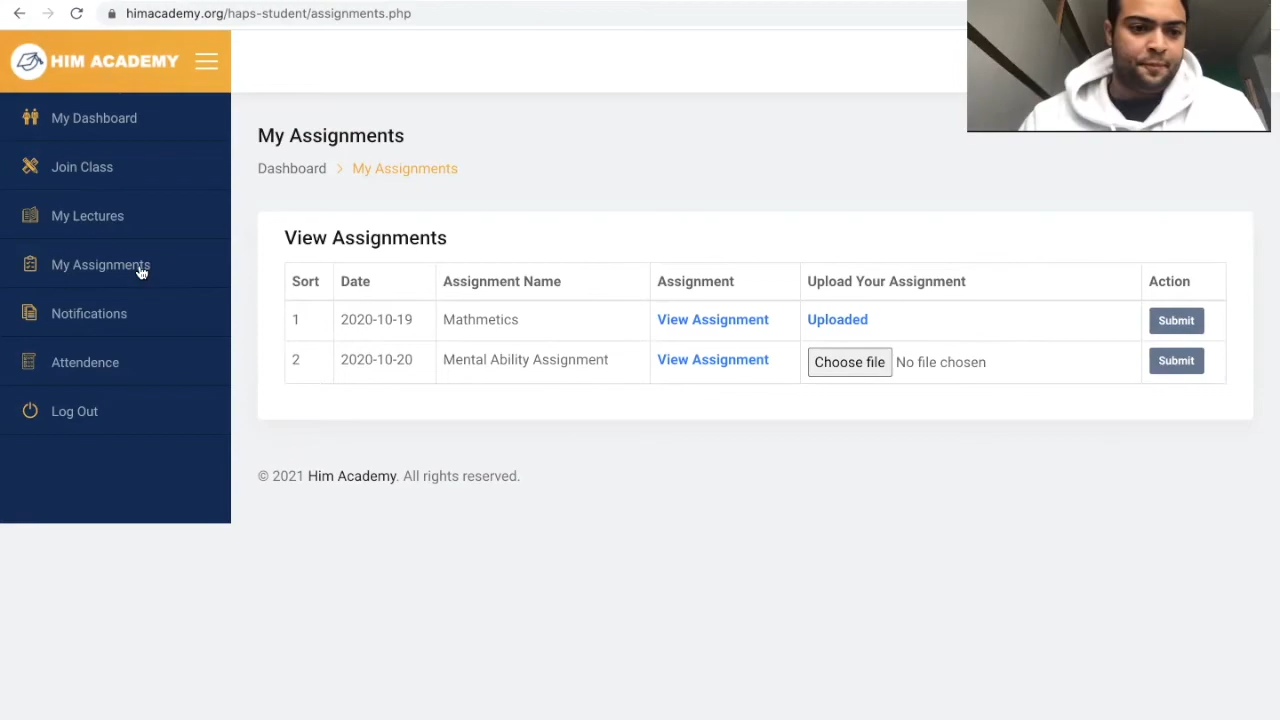 himacademy.org/haps-student/assignments.php
HIM ACADEMY
My Dashboard
Join Class
My Lectures
My Assignments
Notifications
Attendence
Log Out
My Assignments
Dashboard > My Assignments
View Assignments
Sort Date Assignment Name Assignment Upload Your Assignment Action
1 2020-10-19 Mathmetics View Assignment Uploaded Submit
2 2020-10-20 Mental Ability Assignment View Assignment Choose file No file chosen Submit
© 2021 Him Academy. All rights reserved.